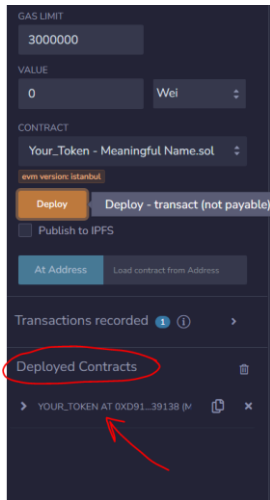 GAS LIMIT
3000000
VALUE
0 Wei
CONTRACT
Your_Token - Meaningful Name.sol
evm version: istanbul
Deploy Deploy - transact (not payable)
Publish to IPFS
At Address Load contract from Address
Transactions recorded 1 i
Deployed Contracts
YOUR_TOKEN AT 0XD91...39138 (M